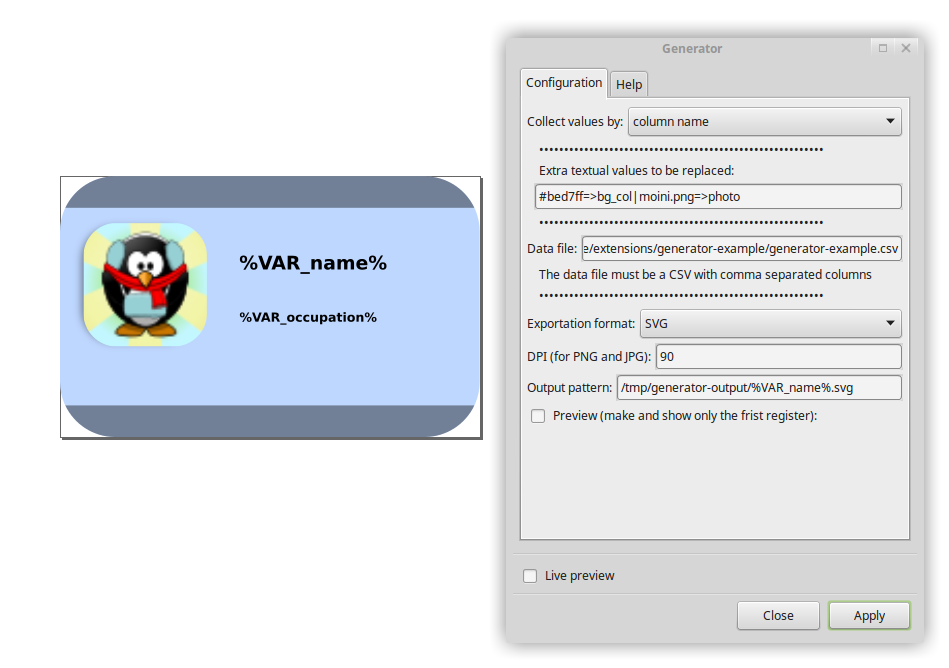 %VAR_name%
%VAR_occupation%
Generator
Configuration
Help
Collect values by: column name
Extra textual values to be replaced:
#bed7ff=>bg_col|moini.png=>photo
Data file: e/extensions/generator-example/generator-example.csv
The data file must be a CSV with comma separated columns
Exportation format: SVG
DPI (for PNG and JPG): 90
Output pattern: /tmp/generator-output/%VAR_name%.svg
Preview (make and show only the frist register):
Live preview
Close
Apply